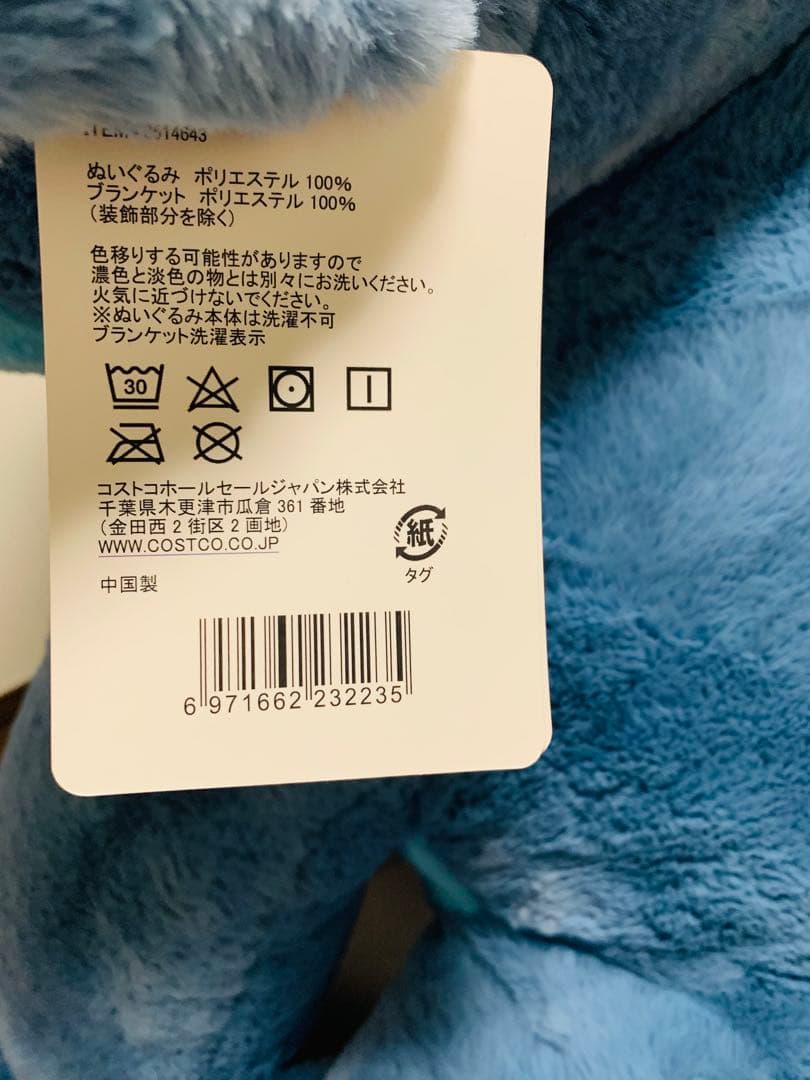 ぬいぐるみ ポリエステル 100%
ブランケット ポリエステル 100%
（装飾部分を除く）
色移りする可能性がありますので
濃色と淡色の物とは別々にお洗いください。
火気に近づけないでください。
※ぬいぐるみ本体は洗濯不可
ブランケット洗濯表示
30
コストコホールセールジャパン株式会社
千葉県木更津市瓜倉 361 番地
（金田西 2 街区 2 画地）
WWW.COSTCO.CO.JP
紙
タグ
中国製
6 971662 232235